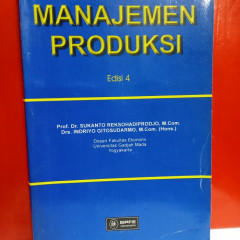 MANAJEMEN
PRODUKSI
Edisi 4
Prof. Dr. SUKANTO REKSOHADIPRODJO, M.Com.
Drs. INDRIYO GITOSUDARMO, M.Com. (Hons.)
Dosen Fakultas Ekonomi
Universitas Gadjah Mada
Yogyakarta
BPFE